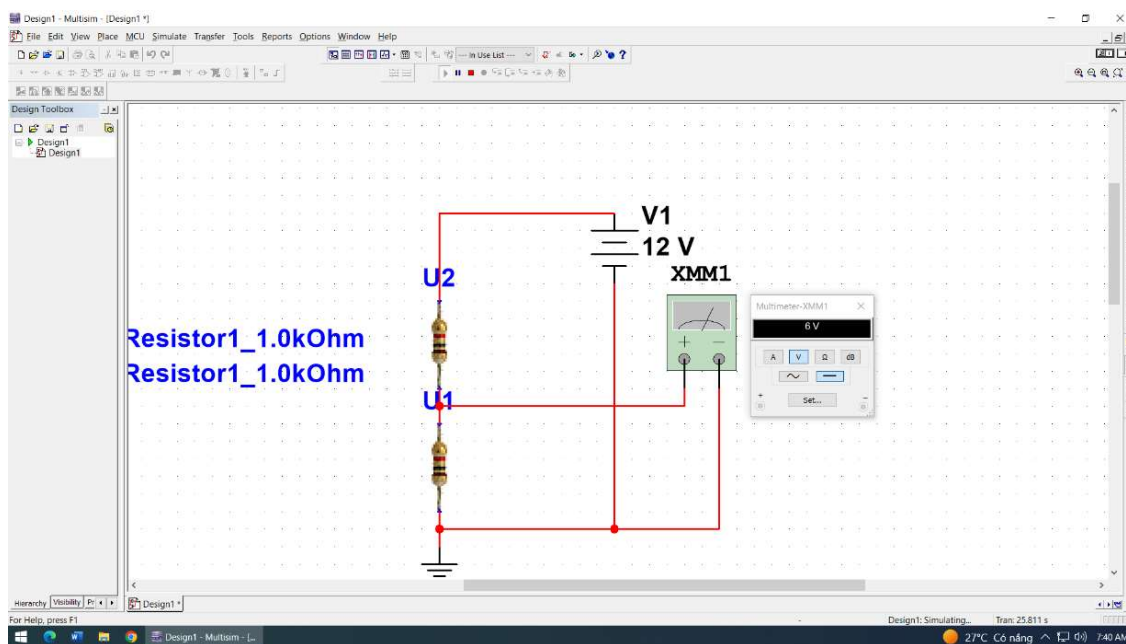 Design1 - Multisim - [Design1 *]
File Edit View Place MCU Simulate Transfer Tools Reports Options Window Help
--- In Use List ---
Design Toolbox
Design1
Design1
V1
12 V
XMM1
U2
Resistor1_1.0kOhm
Resistor1_1.0kOhm
U1
Multimeter-XMM1
6 V
A V Ω dB
Set...
Hierarchy Visibility
Design1 *
For Help, press F1
Design1: Simulating... Tran: 25.811 s
Design1 - Multisim - [...
27°C Có nắng
7:40 AM